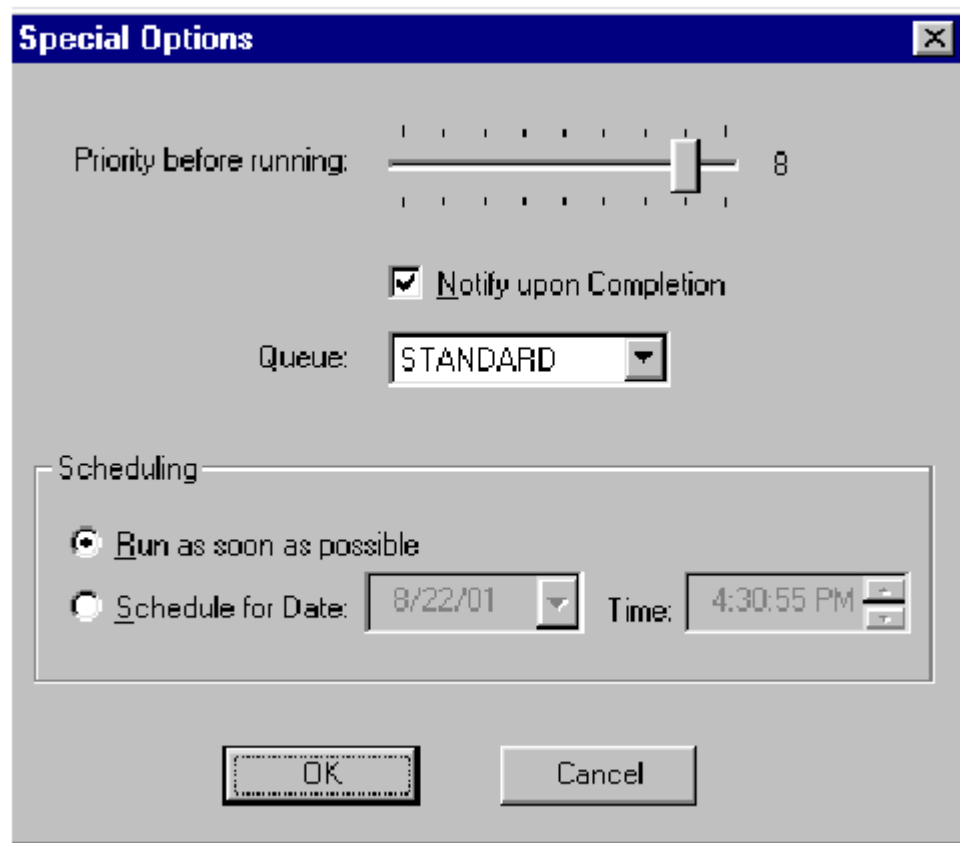 Special Options
Priority before running: 8
Notify upon Completion
Queue: STANDARD
Scheduling
Run as soon as possible
Schedule for Date: 8/22/01 Time: 4:30:55 PM
OK Cancel